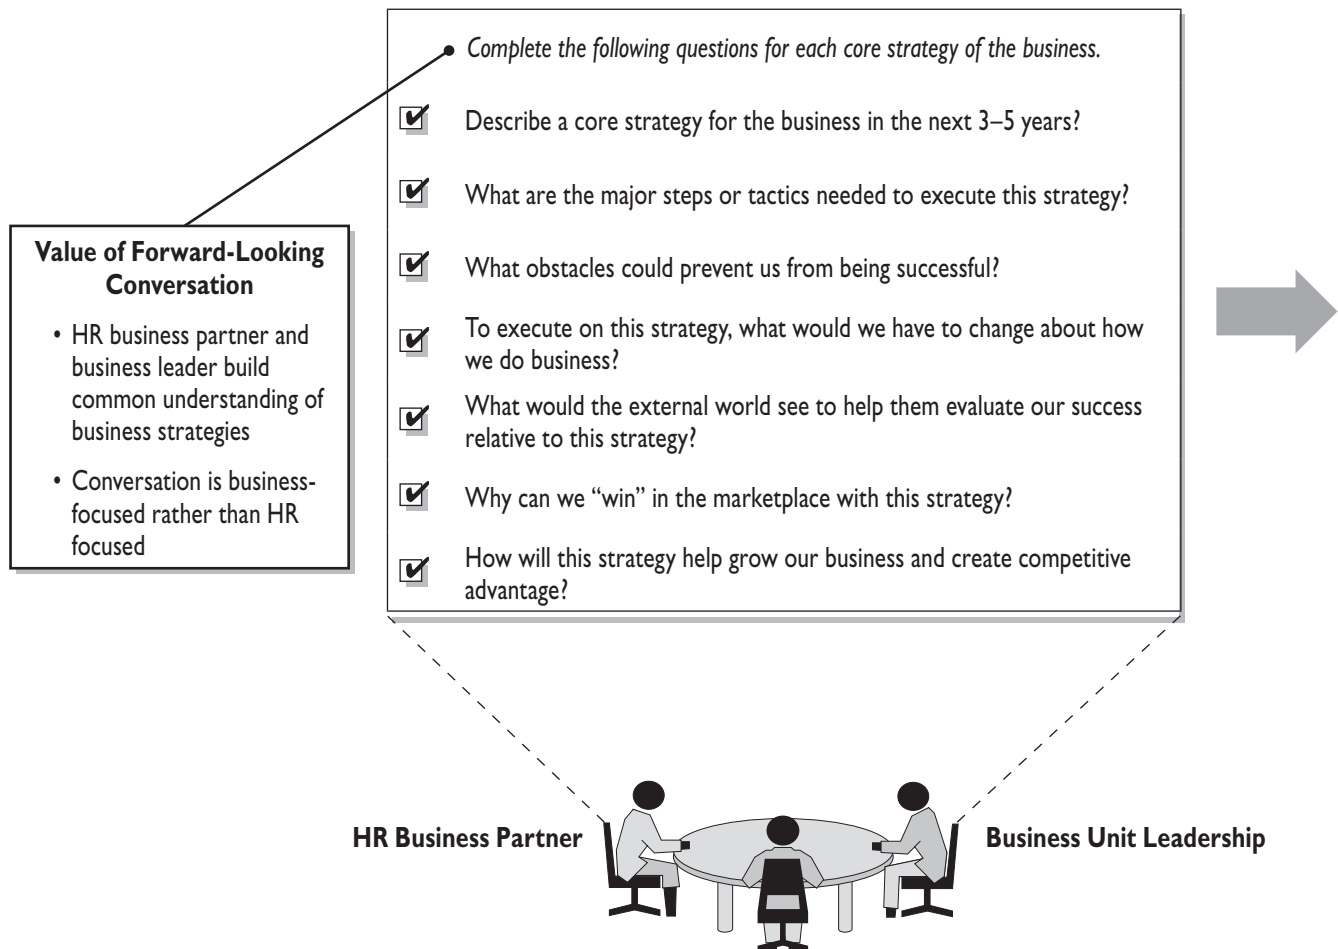 Complete the following questions for each core strategy of the business.
Describe a core strategy for the business in the next 3–5 years?
What are the major steps or tactics needed to execute this strategy?
What obstacles could prevent us from being successful?
To execute on this strategy, what would we have to change about how
we do business?
What would the external world see to help them evaluate our success
relative to this strategy?
Why can we “win” in the marketplace with this strategy?
How will this strategy help grow our business and create competitive
advantage?
Value of Forward-Looking
Conversation
• HR business partner and
business leader build
common understanding of
business strategies
• Conversation is business-
focused rather than HR
focused
HR Business Partner
Business Unit Leadership